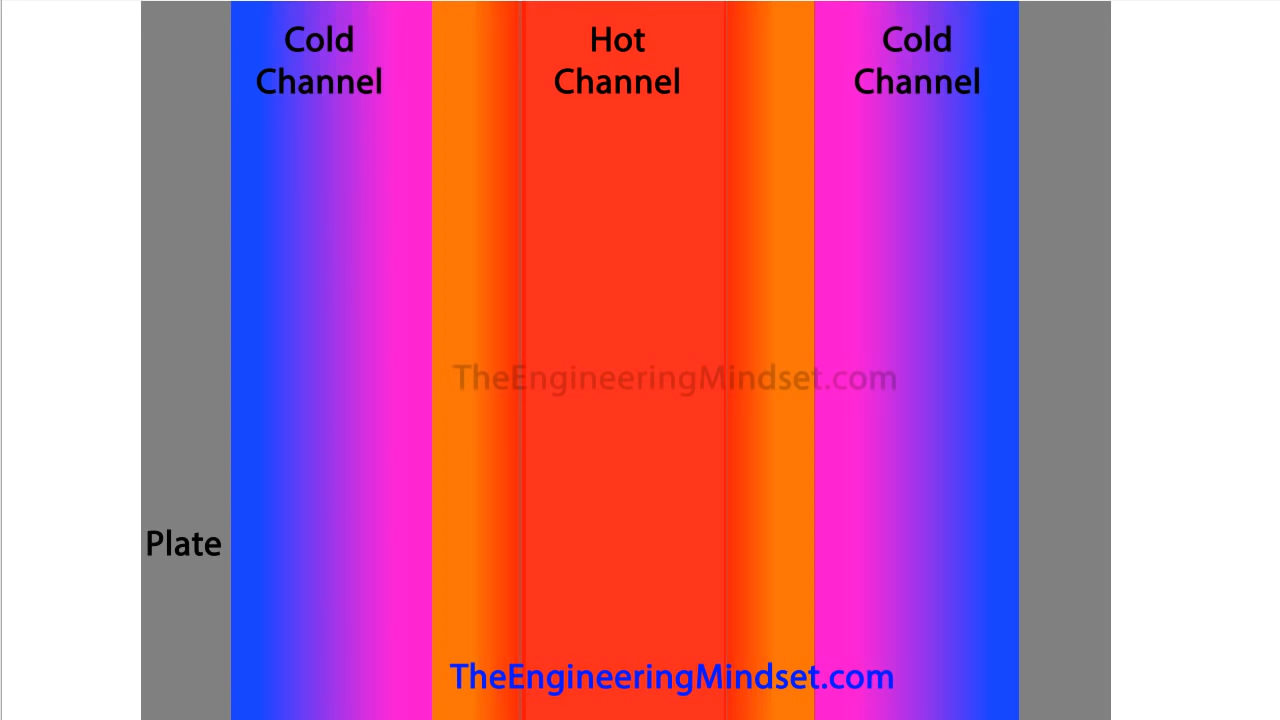 Cold
Channel
Hot
Channel
Cold
Channel
TheEngineeringMindset.com
Plate
TheEngineeringMindset.com